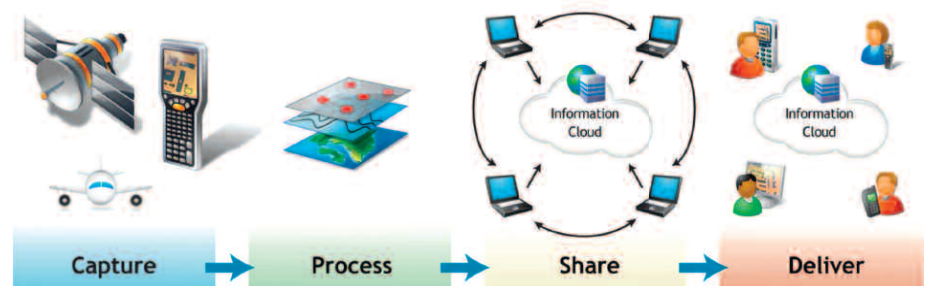 Information
Cloud
Information
Cloud
Capture
Process
Share
Deliver